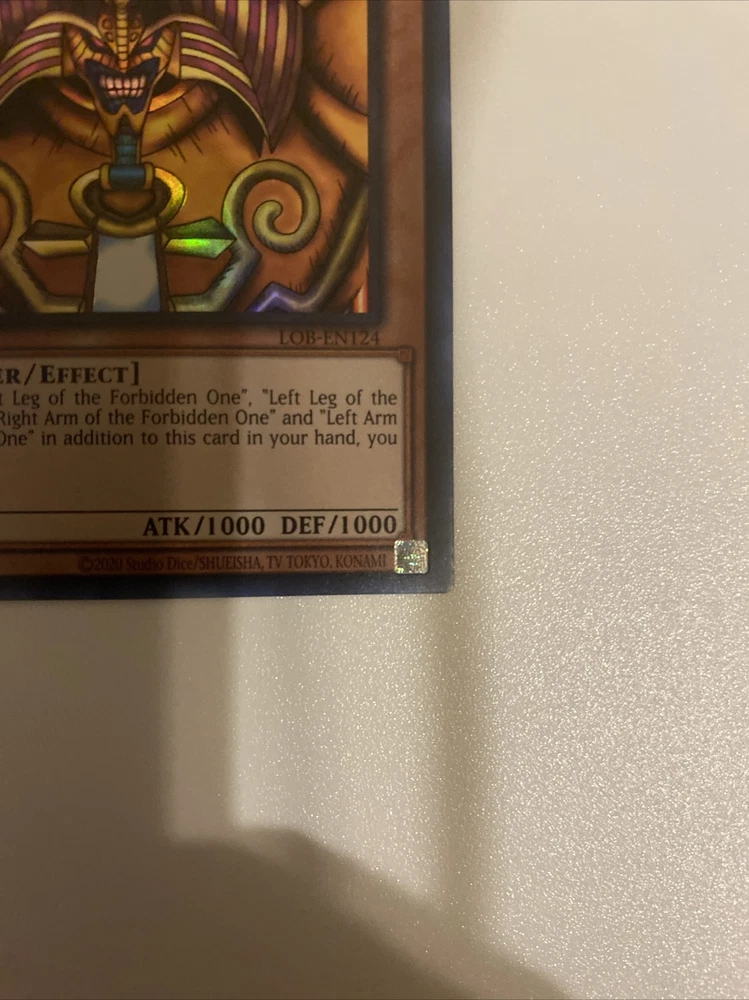 LOB-EN124
ER/EFFECT]
t Leg of the Forbidden One", "Left Leg of the
Right Arm of the Forbidden One" and "Left Arm
One" in addition to this card in your hand, you
ATK/1000 DEF/1000
©2020 Studio Dice/SHUEISHA, TV TOKYO, KONAMI